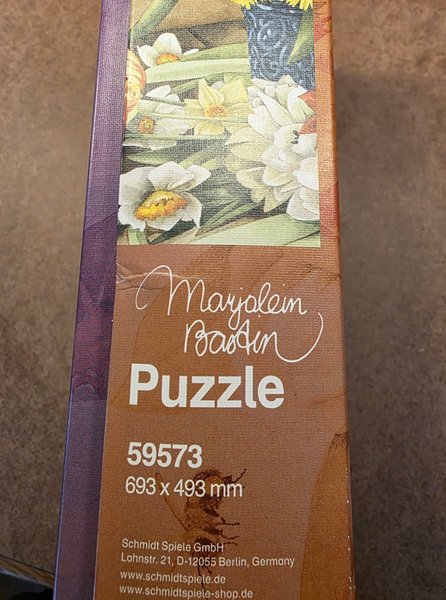 Marjolein
Bastin
Puzzle
59573
693 x 493 mm
Schmidt Spiele GmbH
Lahnstr. 21, D-12055 Berlin, Germany
www.schmidtspiele.de
www.schmidtspiele-shop.de